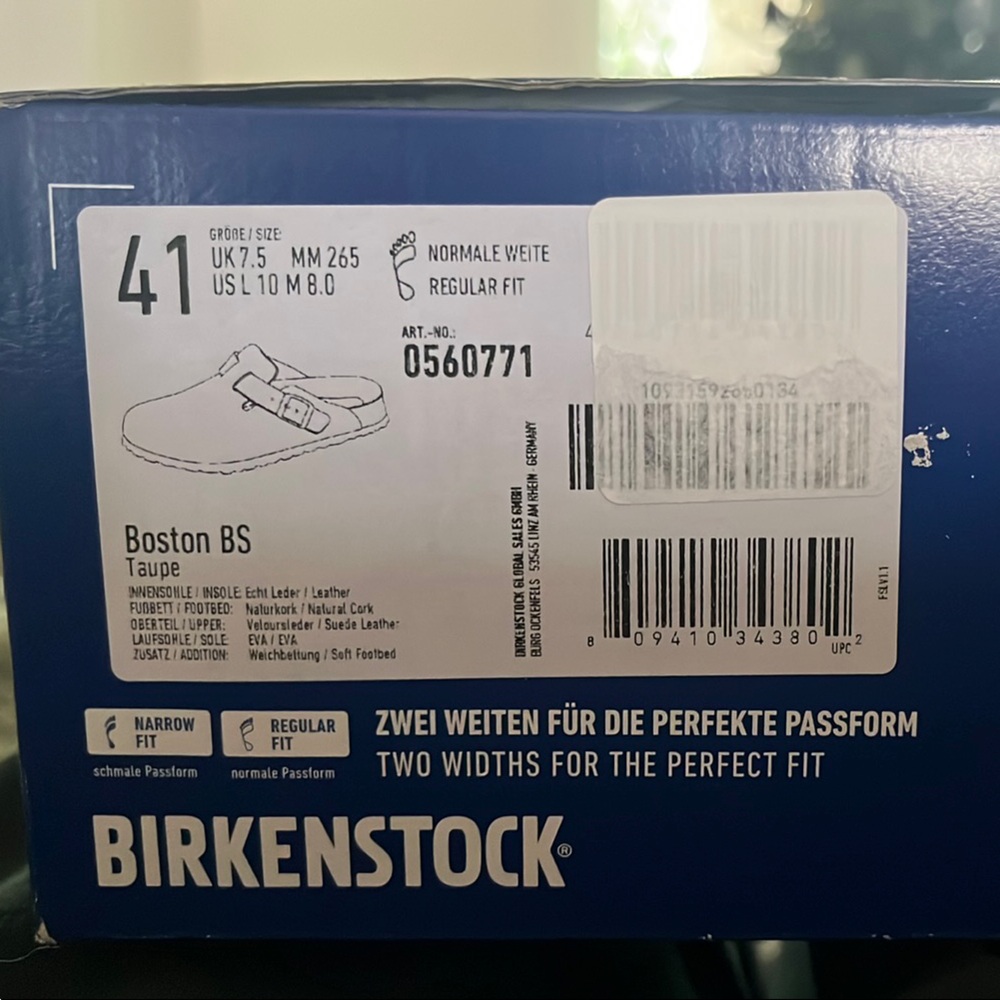 41
GRÖßE / SIZE:
UK 7.5 MM 265
US L 10 M 8.0
NORMALE WEITE
REGULAR FIT
ART.-NO.:
0560771
Boston BS
Taupe
INNENSOHLE / INSOLE: Echt Leder / Leather
FUßBETT / FOOTBED: Naturkork / Natural Cork
OBERTEIL / UPPER: Veloursleder / Suede Leather
LAUFSOHLE / SOLE: EVA / EVA
ZUSATZ / ADDITION: Weichbettung / Soft Footbed
BIRKENSTOCK GLOBAL SALES GMBH
BURG OCKENFELS 53545 LINZ AM RHEIN - GERMANY
8 09410 34380 2
UPC
FSLV1.1
NARROW
FIT
schmale Passform
REGULAR
FIT
normale Passform
ZWEI WEITEN FÜR DIE PERFEKTE PASSFORM
TWO WIDTHS FOR THE PERFECT FIT
BIRKENSTOCK®